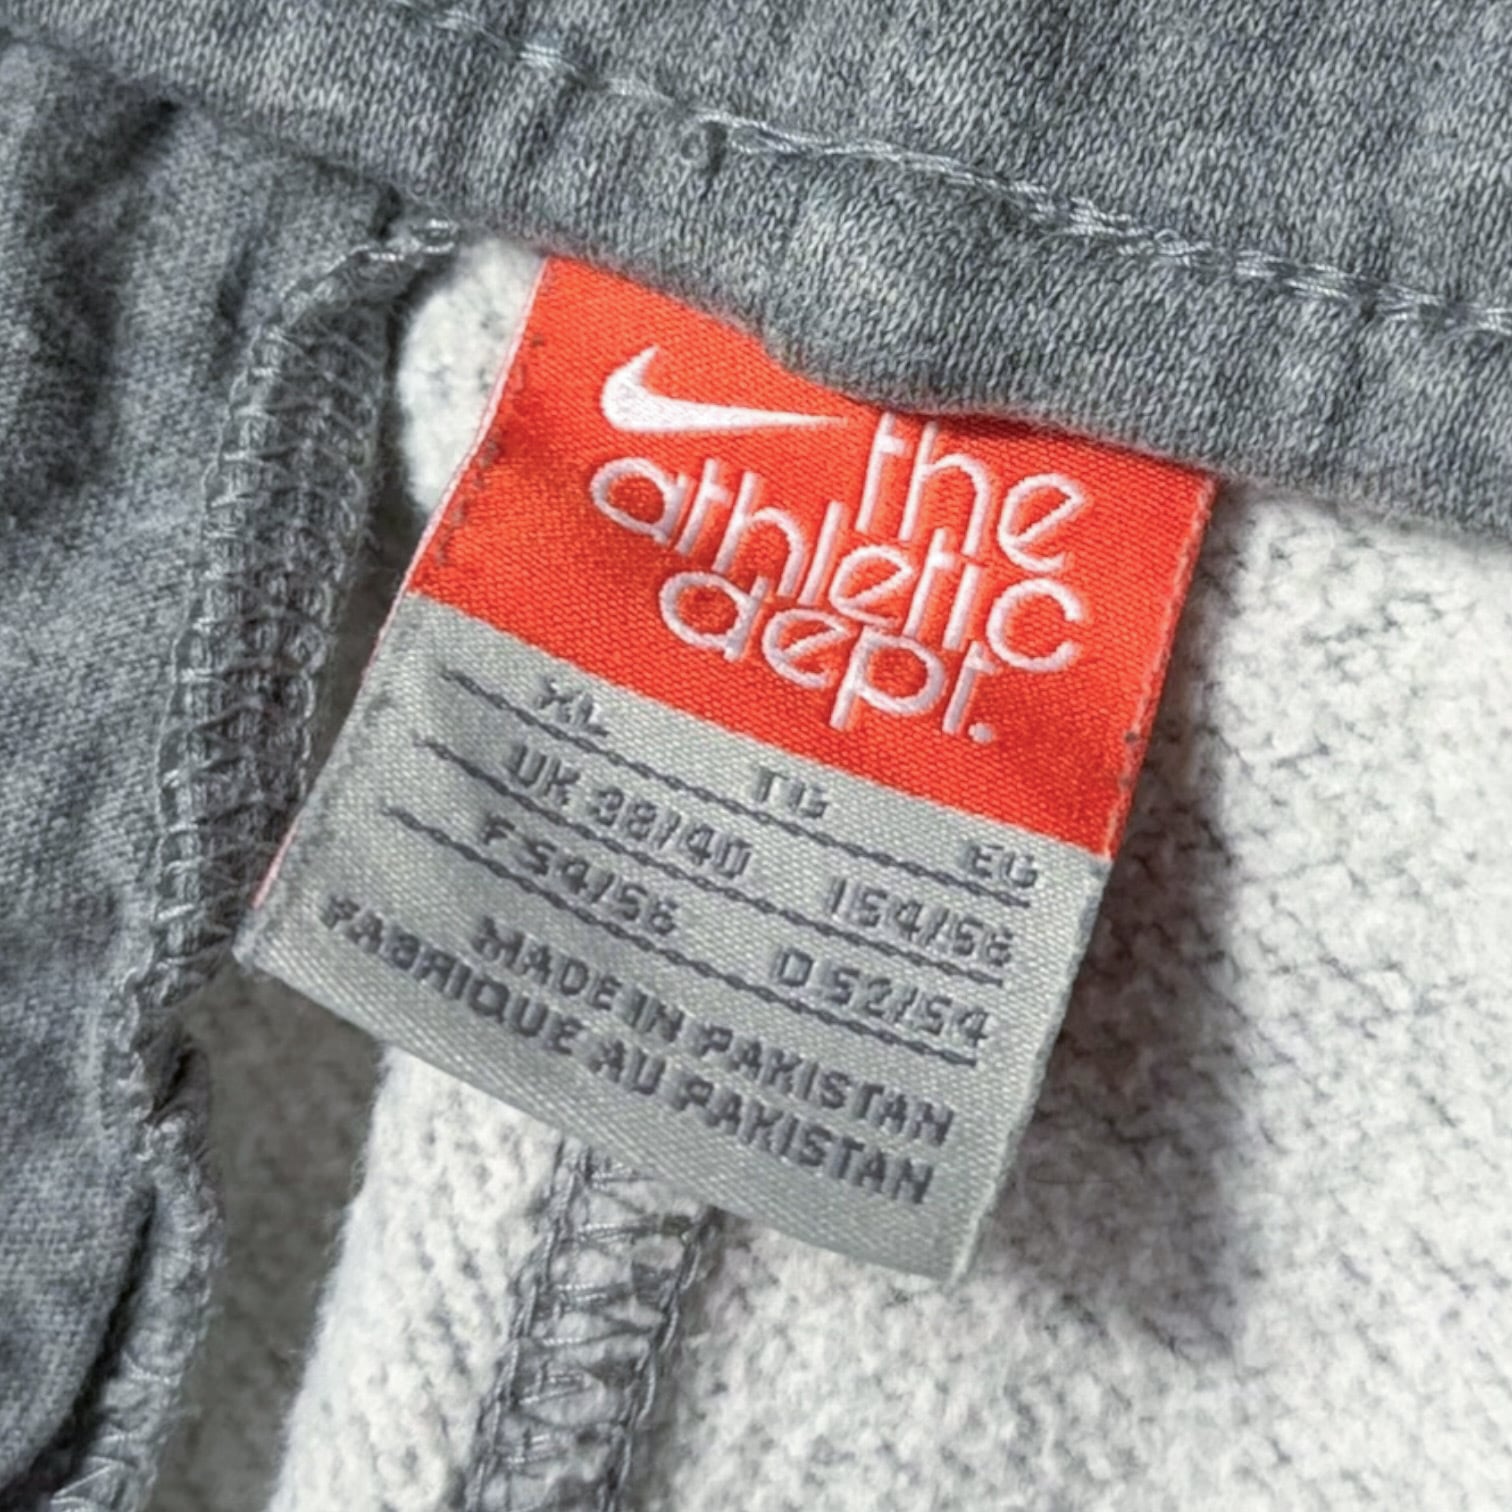 the
athletic
dept.
XL TG EG
UK 38/40 I 54/56
F 54/56 D 52/54
MADE IN PAKISTAN
FABRIQUE AU PAKISTAN